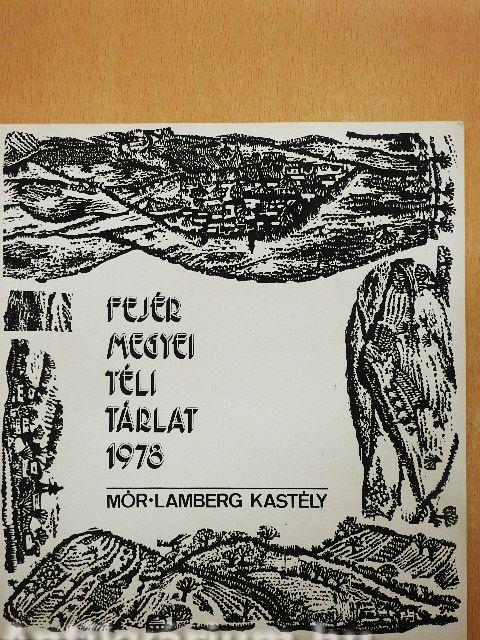 FEJÉR
MEGYEI
TÉLI
TÁRLAT
1978
MÓR·LAMBERG KASTÉLY